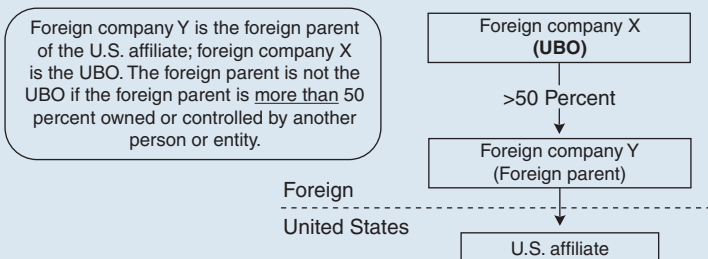 Foreign company Y is the foreign parent
of the U.S. affiliate; foreign company X
is the UBO. The foreign parent is not the
UBO if the foreign parent is more than 50
percent owned or controlled by another
person or entity.
Foreign company X
(UBO)
>50 Percent
Foreign company Y
(Foreign parent)
Foreign
United States
U.S. affiliate